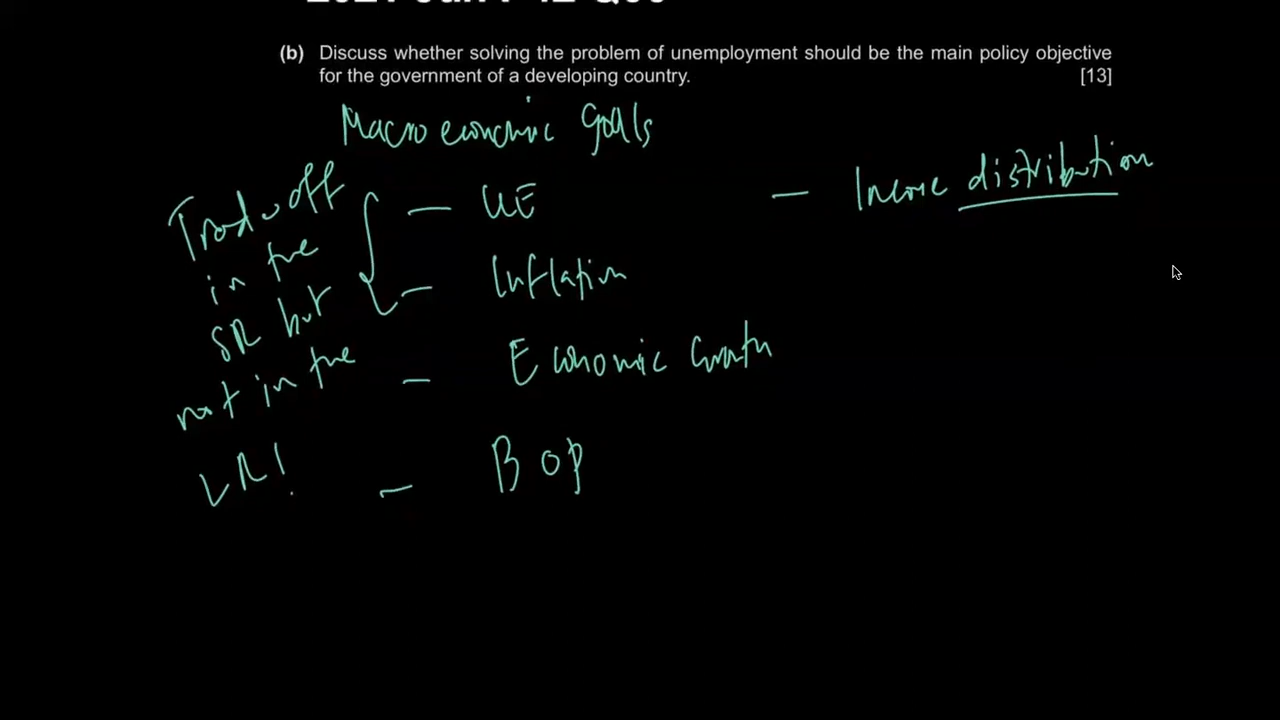 (b) Discuss whether solving the problem of unemployment should be the main policy objective
for the government of a developing country. [13]
Macroeconomic Goals
Trade off
in the
SR but
not in the
LR!
— UE
— Inflation
— Economic Growth
— BOP
— Income distribution